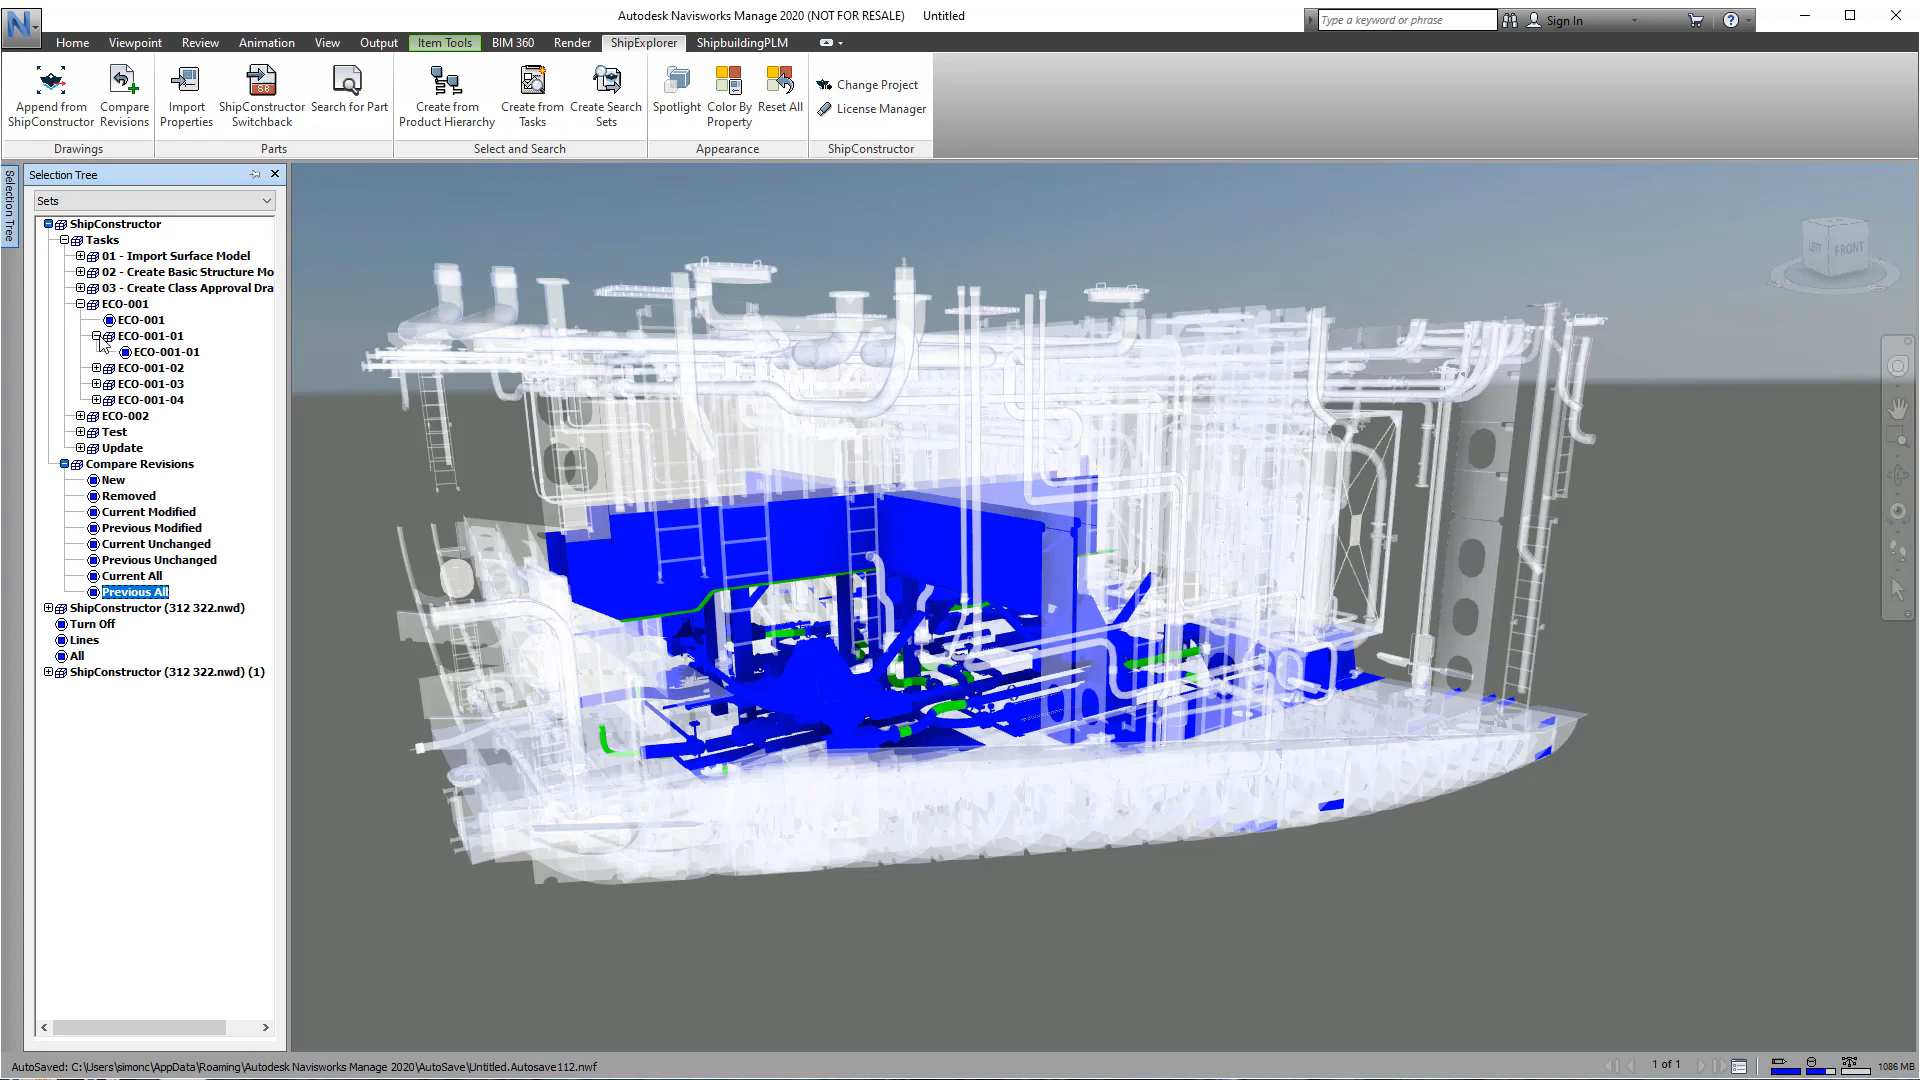 Autodesk Navisworks Manage 2020 (NOT FOR RESALE) Untitled
Type a keyword or phrase
Sign In
Home Viewpoint Review Animation View Output Item Tools BIM 360 Render ShipExplorer ShipbuildingPLM
Append from ShipConstructor
Compare Revisions
Import Properties
ShipConstructor Switchback
Search for Part
Create from Product Hierarchy
Create from Tasks
Create Search Sets
Spotlight
Color By Property
Reset All
Change Project
License Manager
Drawings
Parts
Select and Search
Appearance
ShipConstructor
Selection Tree
Selection Tree
Sets
ShipConstructor
Tasks
01 - Import Surface Model
02 - Create Basic Structure Mo
03 - Create Class Approval Dra
ECO-001
ECO-001
ECO-001-01
ECO-001-01
ECO-001-02
ECO-001-03
ECO-001-04
ECO-002
Test
Update
Compare Revisions
New
Removed
Current Modified
Previous Modified
Current Unchanged
Previous Unchanged
Current All
Previous All
ShipConstructor (312 322.nwd)
Turn Off
Lines
All
ShipConstructor (312 322.nwd) (1)
LEFT FRONT
AutoSaved: C:\Users\simonc\AppData\Roaming\Autodesk Navisworks Manage 2020\AutoSave\Untitled.Autosave112.nwf
1 of 1
1086 MB